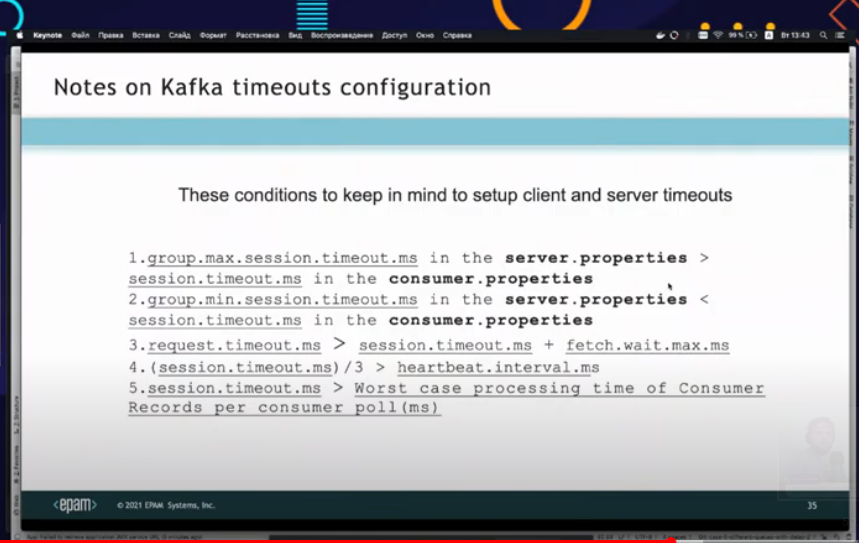 Keynote Файл Правка Вставка Слайд Формат Расстановка Вид Воспроизведение Доступ Окно Справка 99 % Вт 13:43
Notes on Kafka timeouts configuration
These conditions to keep in mind to setup client and server timeouts
1.group.max.session.timeout.ms in the server.properties >
session.timeout.ms in the consumer.properties
2.group.min.session.timeout.ms in the server.properties <
session.timeout.ms in the consumer.properties
3.request.timeout.ms > session.timeout.ms + fetch.wait.max.ms
4.(session.timeout.ms)/3 > heartbeat.interval.ms
5.session.timeout.ms > Worst case processing time of Consumer
Records per consumer poll(ms)
<epam> © 2021 EPAM Systems, Inc. 35